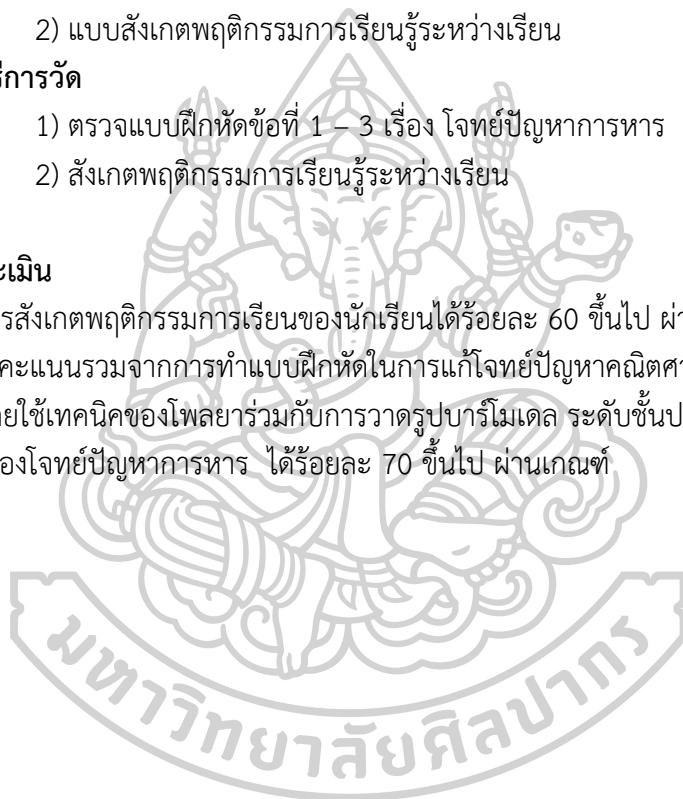 2) แบบสังเกตพฤติกรรมการเรียนรู้ระหว่างเรียน
ธีการวัด
1) ตรวจแบบฝึกหัดข้อที่ 1 – 3 เรื่อง โจทย์ปัญหาการหาร
2) สังเกตพฤติกรรมการเรียนรู้ระหว่างเรียน
ะเมิน
รสังเกตพฤติกรรมการเรียนของนักเรียนได้ร้อยละ 60 ขึ้นไป ผ่า
คะแนนรวมจากการทำแบบฝึกหัดในการแก้โจทย์ปัญหาคณิตศา
ยใช้เทคนิคของโพลยาร่วมกับการวาดรูปบาร์โมเดล ระดับชั้นป
องโจทย์ปัญหาการหาร ได้ร้อยละ 70 ขึ้นไป ผ่านเกณฑ์
มหาวิทยาลัยศิลปากร